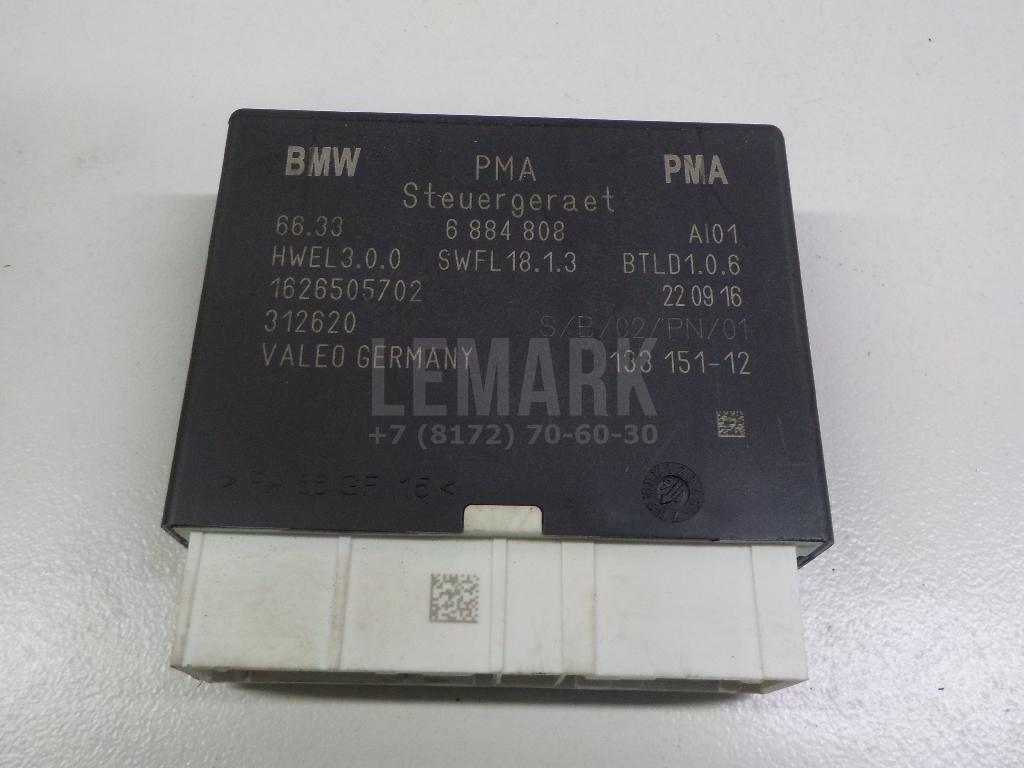 BMW PMA PMA
Steuergeraet
66.33 6 884 808 AI01
HWEL3.0.0 SWFL18.1.3 BTLD1.0.6
1626505702 22 09 16
312620 S/B/02/PN/01
VALEO GERMANY 133 151-12
LEMARK
+7 (8172) 70-60-30